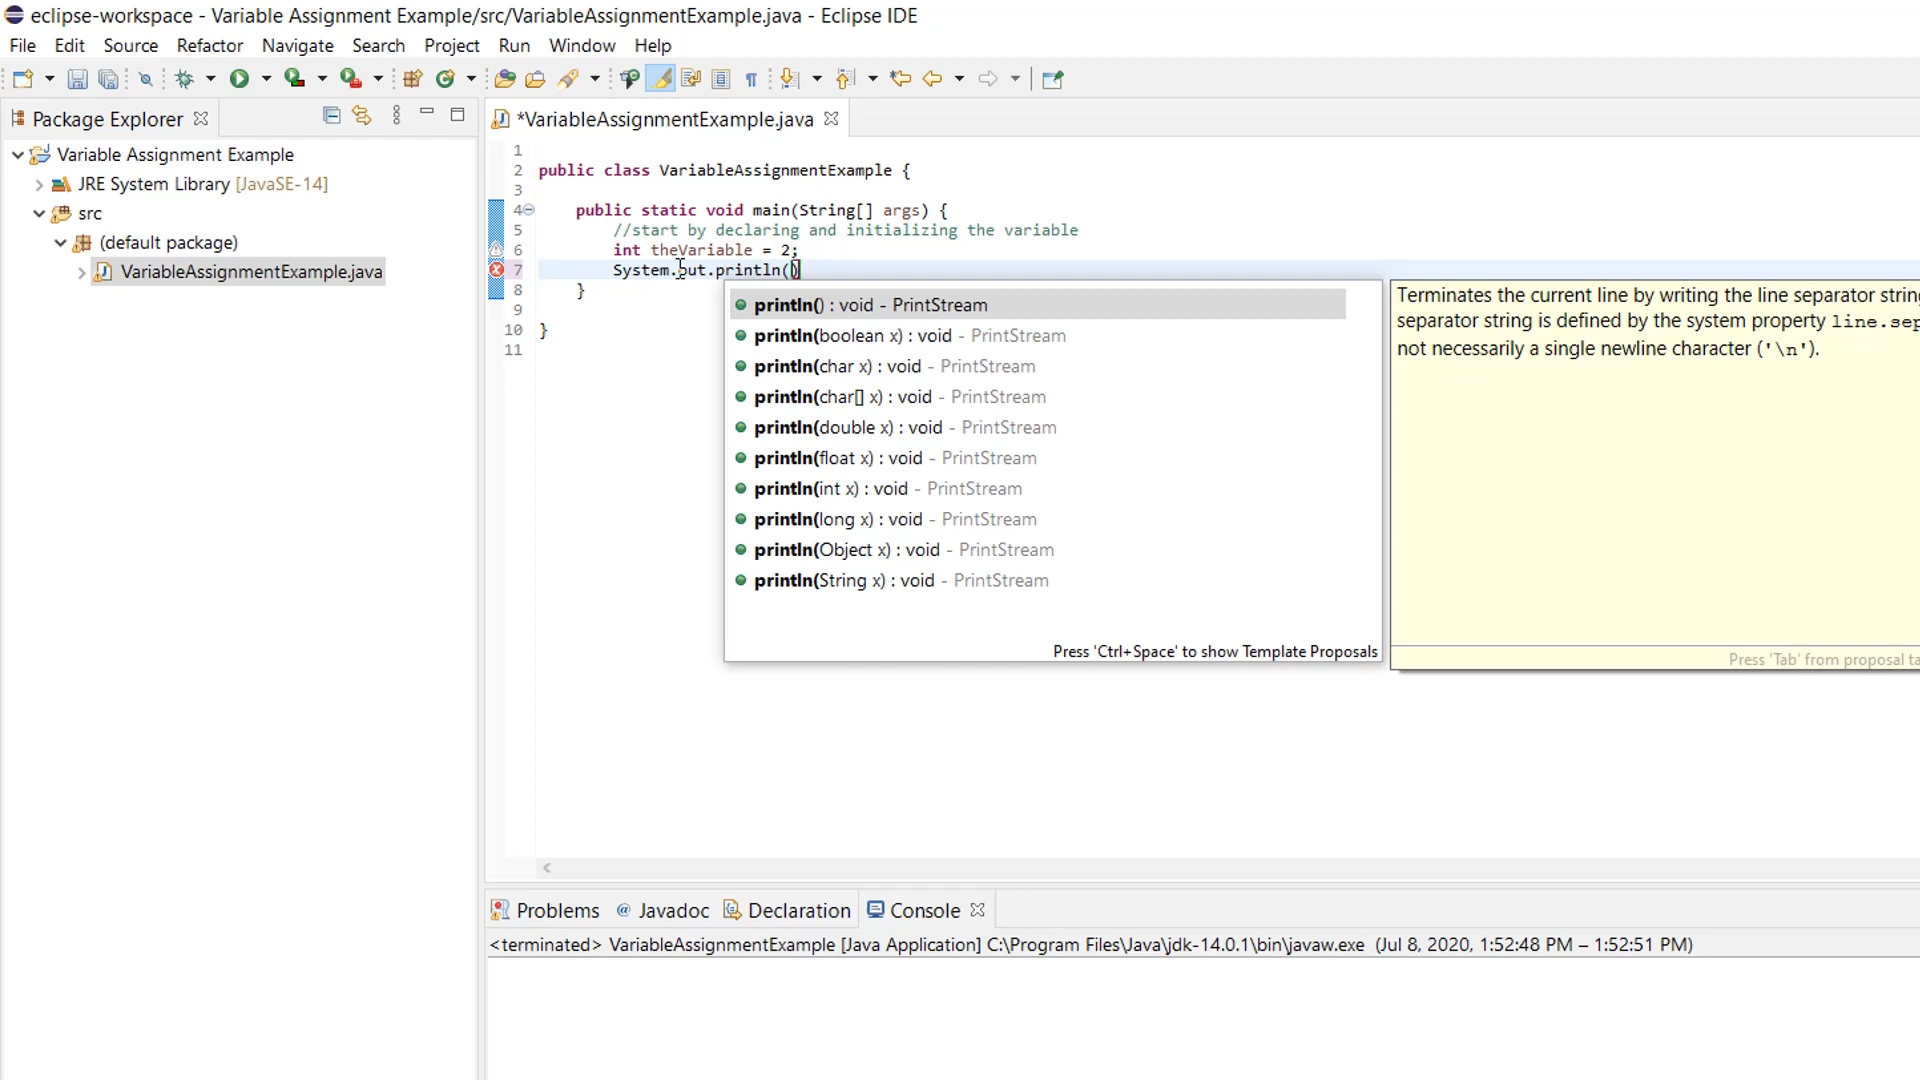 eclipse-workspace - Variable Assignment Example/src/VariableAssignmentExample.java - Eclipse IDE
File Edit Source Refactor Navigate Search Project Run Window Help
Package Explorer
Variable Assignment Example
JRE System Library [JavaSE-14]
src
(default package)
VariableAssignmentExample.java
*VariableAssignmentExample.java
1
2 public class VariableAssignmentExample {
3
4 public static void main(String[] args) {
5 //start by declaring and initializing the variable
6 int theVariable = 2;
7 System.out.println()
8 }
9
10 }
11
println() : void - PrintStream
println(boolean x) : void - PrintStream
println(char x) : void - PrintStream
println(char[] x) : void - PrintStream
println(double x) : void - PrintStream
println(float x) : void - PrintStream
println(int x) : void - PrintStream
println(long x) : void - PrintStream
println(Object x) : void - PrintStream
println(String x) : void - PrintStream
Press 'Ctrl+Space' to show Template Proposals
Terminates the current line by writing the line separator string
separator string is defined by the system property line.sep
not necessarily a single newline character ('\n').
Press 'Tab' from proposal ta
Problems @ Javadoc Declaration Console
<terminated> VariableAssignmentExample [Java Application] C:\Program Files\Java\jdk-14.0.1\bin\javaw.exe (Jul 8, 2020, 1:52:48 PM – 1:52:51 PM)